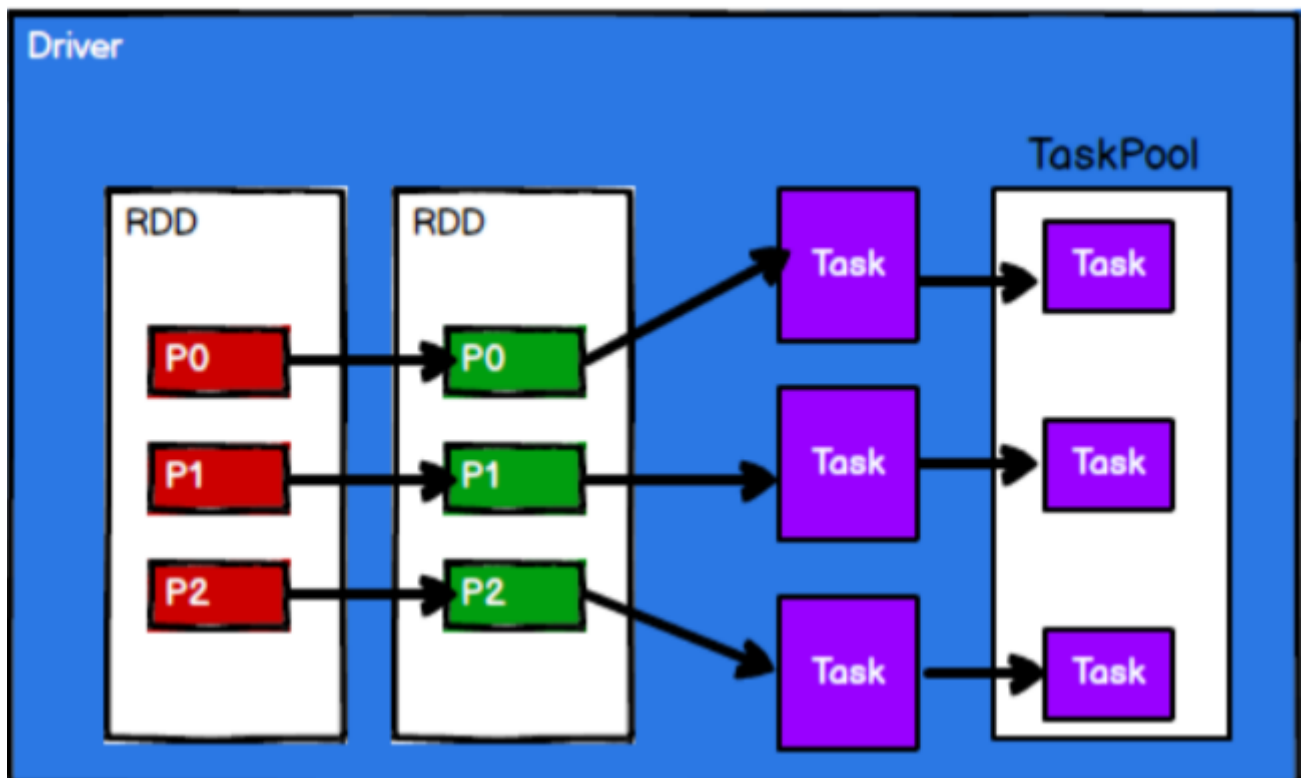 Driver
TaskPool
RDD
RDD
Task
Task
P0
P0
P1
P1
Task
Task
P2
P2
Task
Task